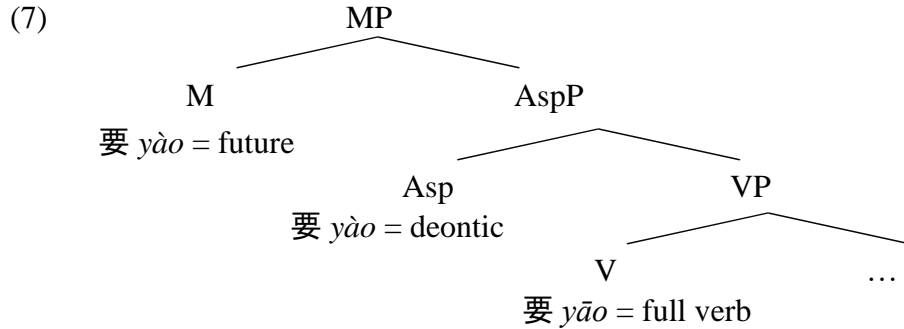 (7) MP
M AspP
要 yào = future
Asp VP
要 yào = deontic
V …
要 yāo = full verb